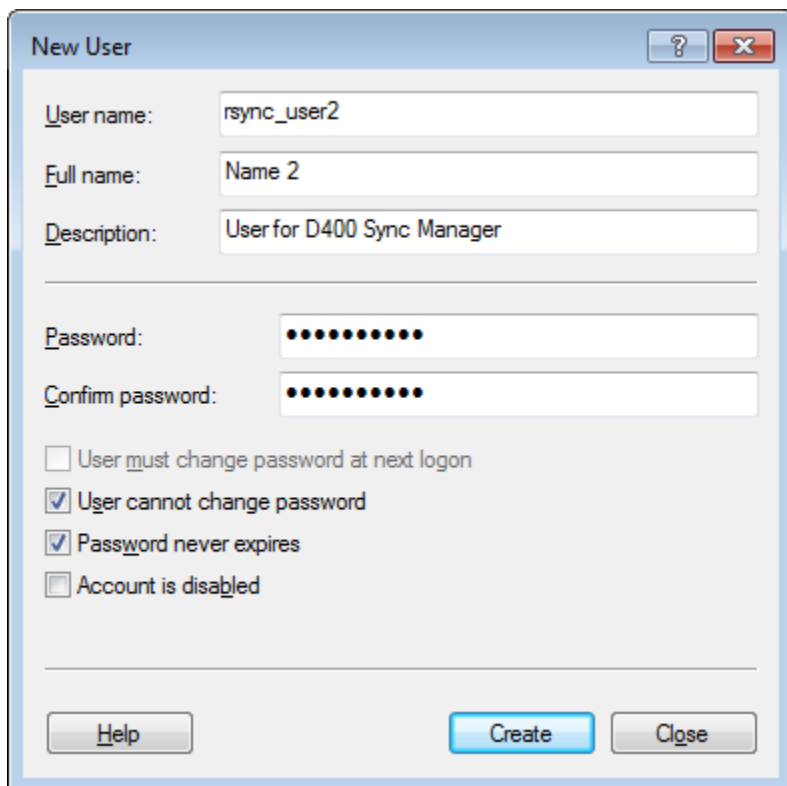 New User
User name: rsync_user2
Full name: Name 2
Description: User for D400 Sync Manager
Password: ●●●●●●●●●●
Confirm password: ●●●●●●●●●●
User must change password at next logon
User cannot change password
Password never expires
Account is disabled
Help Create Close